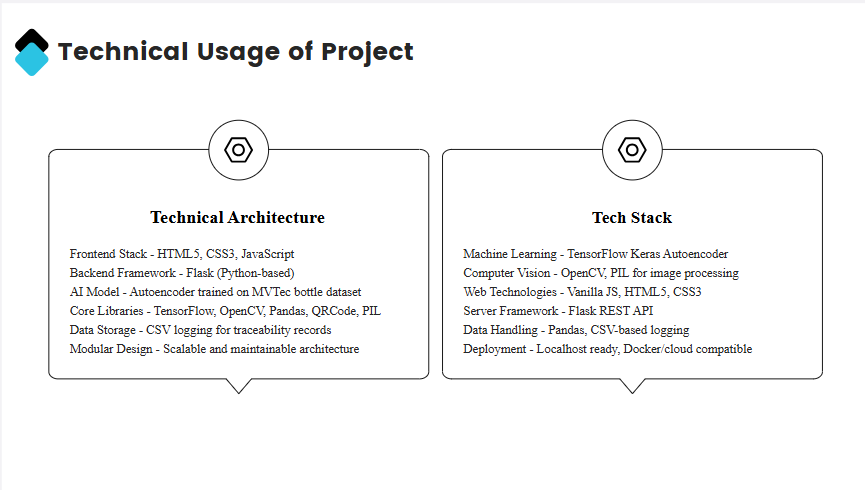 Technical Usage of Project
Technical Architecture
Frontend Stack - HTML5, CSS3, JavaScript
Backend Framework - Flask (Python-based)
AI Model - Autoencoder trained on MVTec bottle dataset
Core Libraries - TensorFlow, OpenCV, Pandas, QRCode, PIL
Data Storage - CSV logging for traceability records
Modular Design - Scalable and maintainable architecture
Tech Stack
Machine Learning - TensorFlow Keras Autoencoder
Computer Vision - OpenCV, PIL for image processing
Web Technologies - Vanilla JS, HTML5, CSS3
Server Framework - Flask REST API
Data Handling - Pandas, CSV-based logging
Deployment - Localhost ready, Docker/cloud compatible